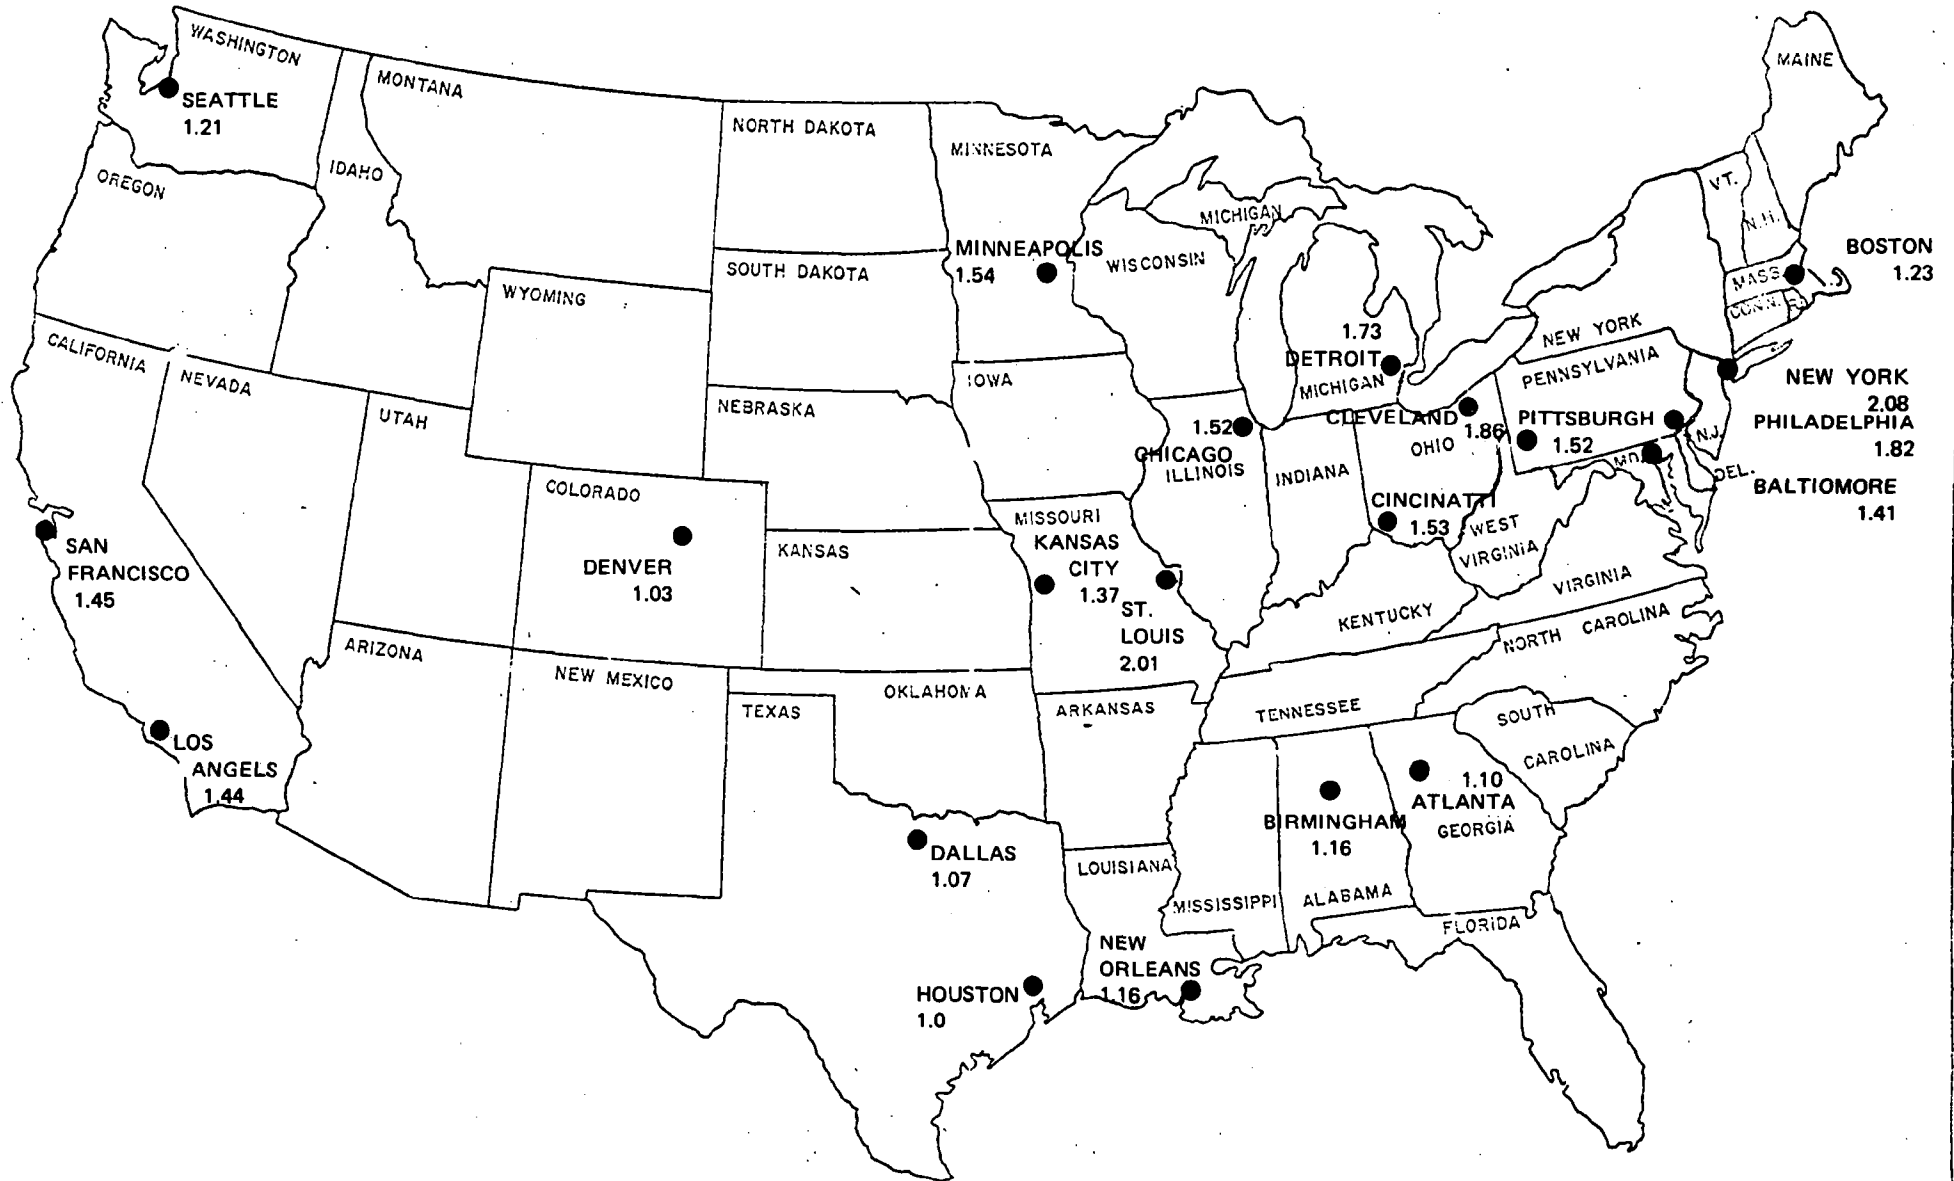 WASHINGTON
SEATTLE
1.21
MONTANA
IDAHO
OREGON
NORTH DAKOTA
MINNESOTA
MICHIGAN
MAINE
VT.
N.H.
BOSTON
1.23
MASS
CONN.
MINNEAPOLIS
1.54
WISCONSIN
SOUTH DAKOTA
WYOMING
1.73
DETROIT
MICHIGAN
NEW YORK
PENNSYLVANIA
NEW YORK
2.08
PHILADELPHIA
1.82
CALIFORNIA
NEVADA
UTAH
NEBRASKA
IOWA
1.52
CHICAGO
ILLINOIS
INDIANA
CLEVELAND
1.86
OHIO
PITTSBURGH
1.52
N.J.
MD.
DEL.
BALTIOMORE
1.41
COLORADO
DENVER
1.03
KANSAS
MISSOURI
KANSAS
CITY
1.37
ST.
LOUIS
2.01
CINCINATTI
1.53
WEST
VIRGINIA
VIRGINIA
KENTUCKY
NORTH CAROLINA
SAN
FRANCISCO
1.45
ARIZONA
NEW MEXICO
OKLAHOMA
TEXAS
ARKANSAS
TENNESSEE
SOUTH
CAROLINA
LOS
ANGELS
1.44
1.10
ATLANTA
GEORGIA
BIRMINGHAM
1.16
DALLAS
1.07
LOUISIANA
MISSISSIPPI
ALABAMA
FLORIDA
NEW
ORLEANS
1.16
HOUSTON
1.0